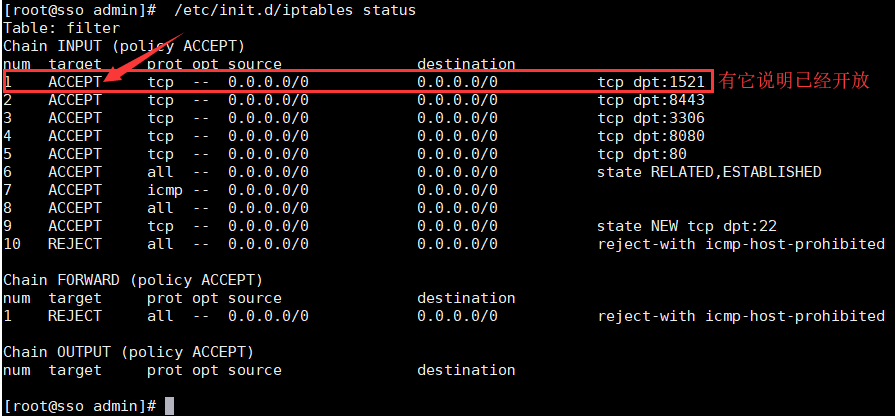 [root@sso admin]#  /etc/init.d/iptables status
Table: filter
Chain INPUT (policy ACCEPT)
num  target     prot opt source               destination
1    ACCEPT     tcp  --  0.0.0.0/0            0.0.0.0/0           tcp dpt:1521 有它说明已经开放
2    ACCEPT     tcp  --  0.0.0.0/0            0.0.0.0/0           tcp dpt:8443
3    ACCEPT     tcp  --  0.0.0.0/0            0.0.0.0/0           tcp dpt:3306
4    ACCEPT     tcp  --  0.0.0.0/0            0.0.0.0/0           tcp dpt:8080
5    ACCEPT     tcp  --  0.0.0.0/0            0.0.0.0/0           tcp dpt:80
6    ACCEPT     all  --  0.0.0.0/0            0.0.0.0/0           state RELATED,ESTABLISHED
7    ACCEPT     icmp --  0.0.0.0/0            0.0.0.0/0
8    ACCEPT     all  --  0.0.0.0/0            0.0.0.0/0
9    ACCEPT     tcp  --  0.0.0.0/0            0.0.0.0/0           state NEW tcp dpt:22
10   REJECT     all  --  0.0.0.0/0            0.0.0.0/0           reject-with icmp-host-prohibited
Chain FORWARD (policy ACCEPT)
num  target     prot opt source               destination
1    REJECT     all  --  0.0.0.0/0            0.0.0.0/0           reject-with icmp-host-prohibited
Chain OUTPUT (policy ACCEPT)
num  target     prot opt source               destination
[root@sso admin]#